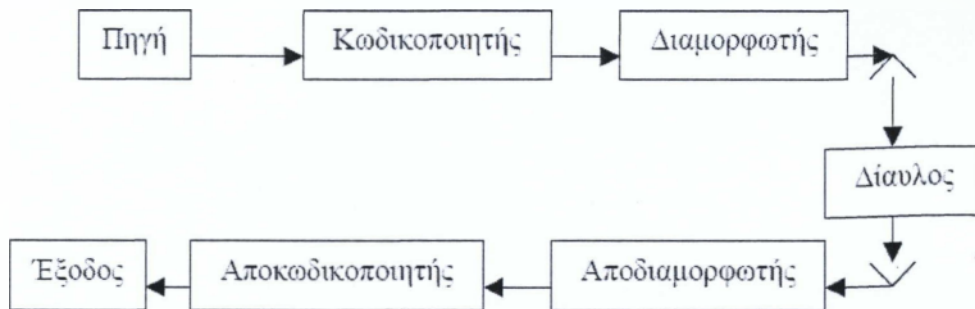 Πηγή
Κωδικοποιητής
Διαμορφωτής
Δίαυλος
Αποδιαμορφωτής
Αποκωδικοποιητής
Έξοδος